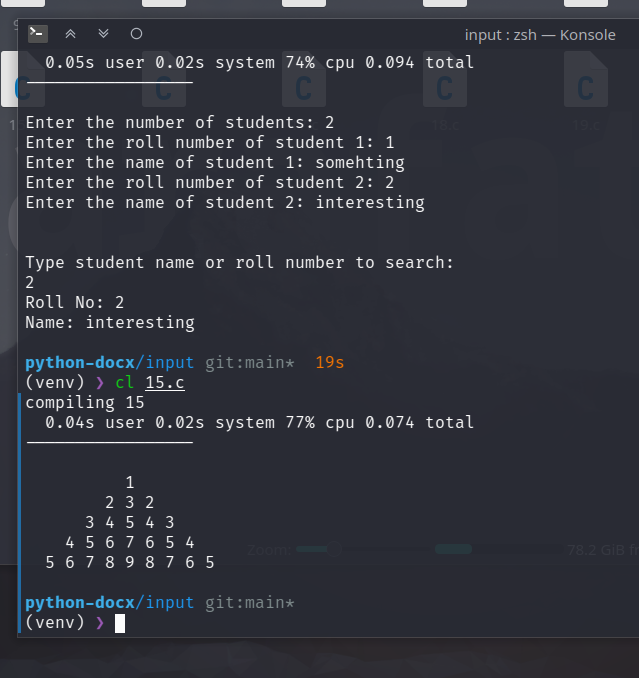 input : zsh — Konsole
0.05s user 0.02s system 74% cpu 0.094 total
Enter the number of students: 2
Enter the roll number of student 1: 1
Enter the name of student 1: somehting
Enter the roll number of student 2: 2
Enter the name of student 2: interesting
Type student name or roll number to search:
2
Roll No: 2
Name: interesting
python-docx/input git:main* 19s
(venv) ❯ cl 15.c
compiling 15
0.04s user 0.02s system 77% cpu 0.074 total
1
2 3 2
3 4 5 4 3
4 5 6 7 6 5 4
5 6 7 8 9 8 7 6 5
Zoom:
78.2 GiB fr
python-docx/input git:main*
(venv) ❯